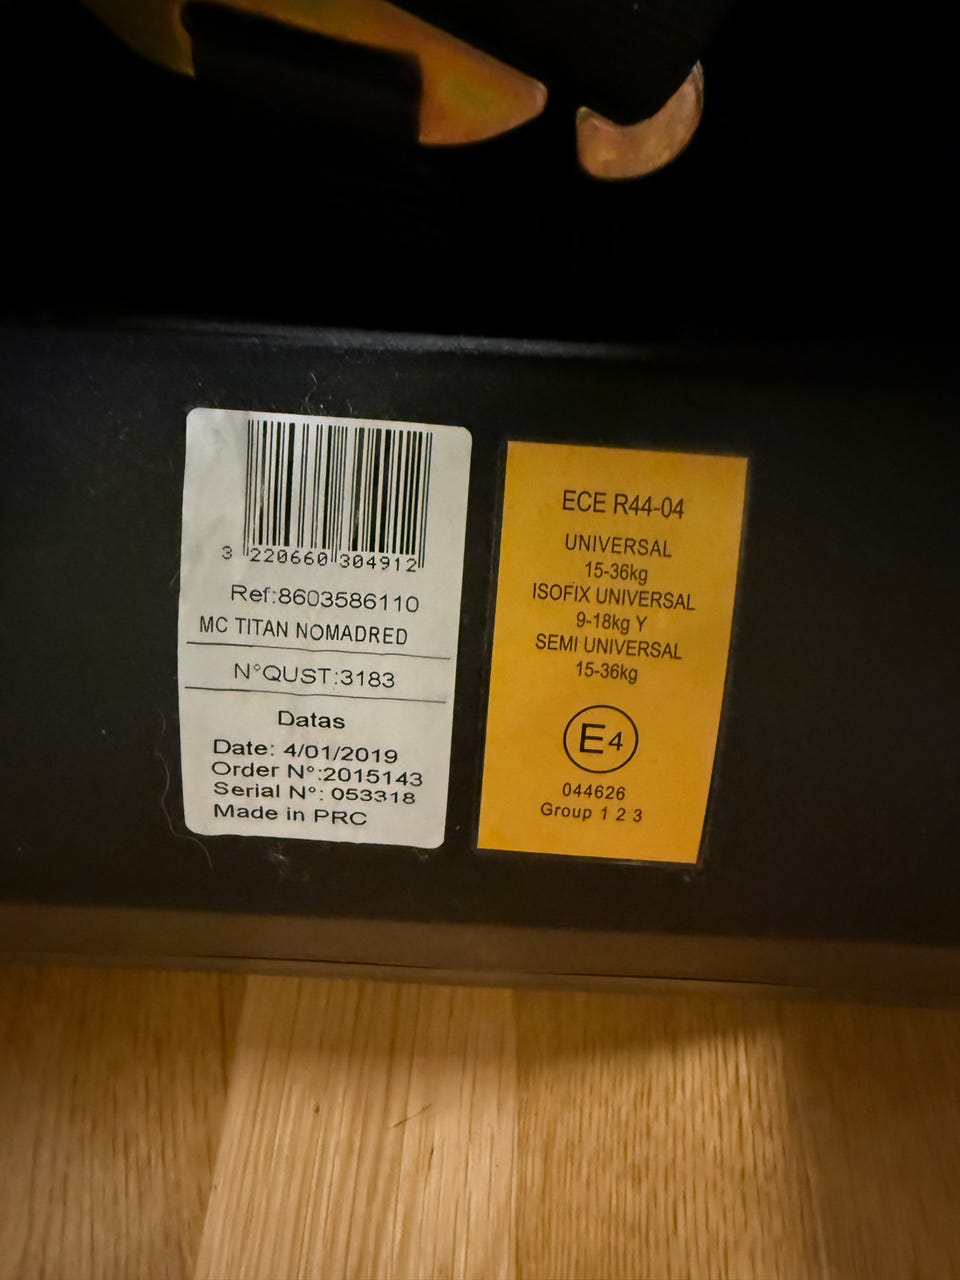 3 220660 304912
Ref:8603586110
MC TITAN NOMADRED
N°QUST:3183
Datas
Date: 4/01/2019
Order N°:2015143
Serial N°: 053318
Made in PRC
ECE R44-04
UNIVERSAL
15-36kg
ISOFIX UNIVERSAL
9-18kg Y
SEMI UNIVERSAL
15-36kg
E4
044626
Group 1 2 3